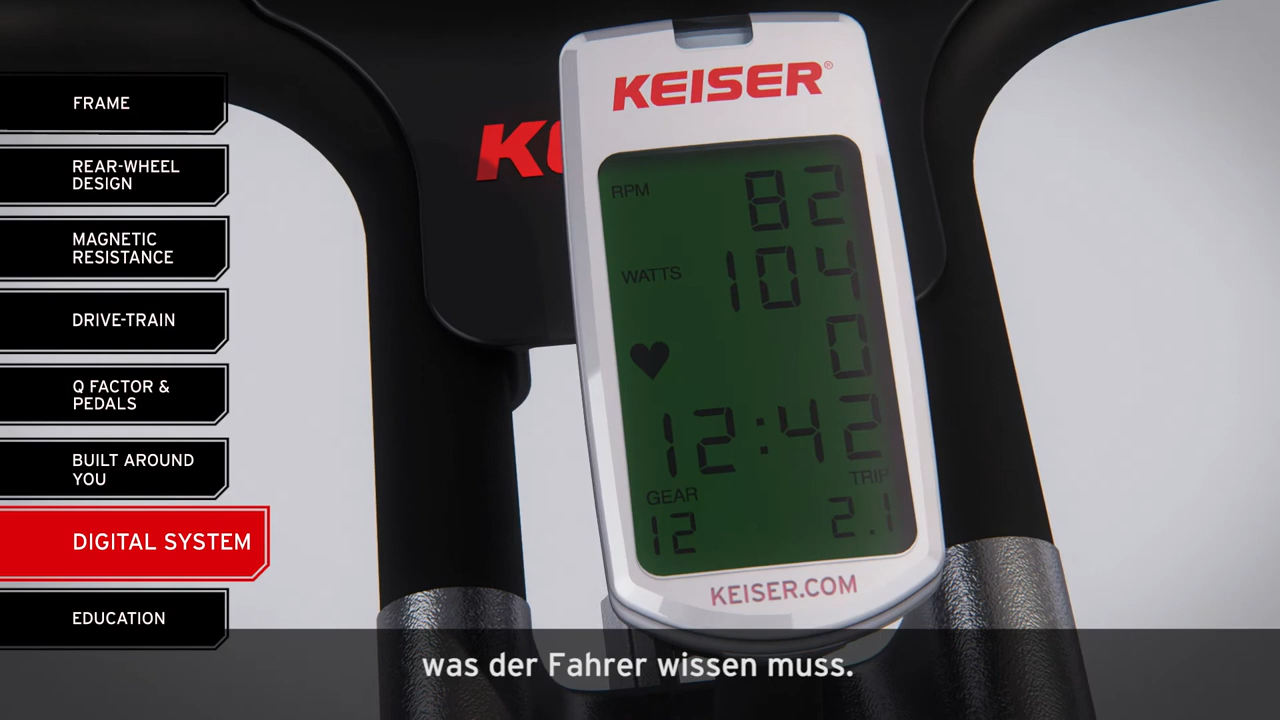 FRAME
REAR-WHEEL
DESIGN
MAGNETIC
RESISTANCE
DRIVE-TRAIN
Q FACTOR &
PEDALS
BUILT AROUND
YOU
DIGITAL SYSTEM
EDUCATION
KEISER®
RPM 82
WATTS 104
0
12:42
GEAR TRIP
12 2.1
KEISER.COM
was der Fahrer wissen muss.